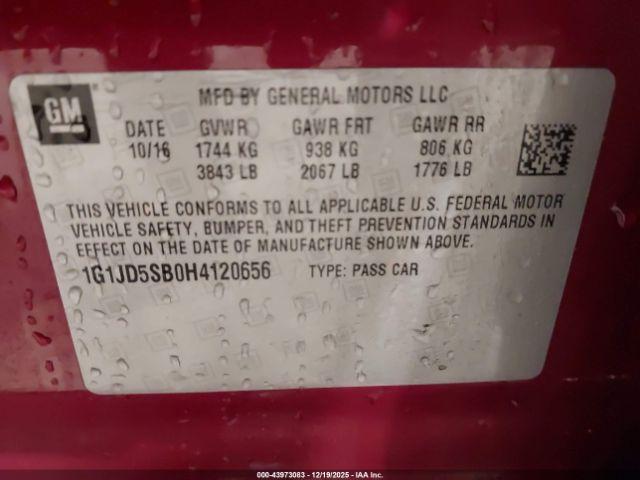 GM
MFD BY GENERAL MOTORS LLC
DATE GVWR GAWR FRT GAWR RR
10/16 1744 KG 938 KG 806 KG
3843 LB 2067 LB 1776 LB
THIS VEHICLE CONFORMS TO ALL APPLICABLE U.S. FEDERAL MOTOR
VEHICLE SAFETY, BUMPER, AND THEFT PREVENTION STANDARDS IN
EFFECT ON THE DATE OF MANUFACTURE SHOWN ABOVE.
1G1JD5SB0H4120656 TYPE: PASS CAR
000-43973083 - 12/19/2025 - IAA Inc.